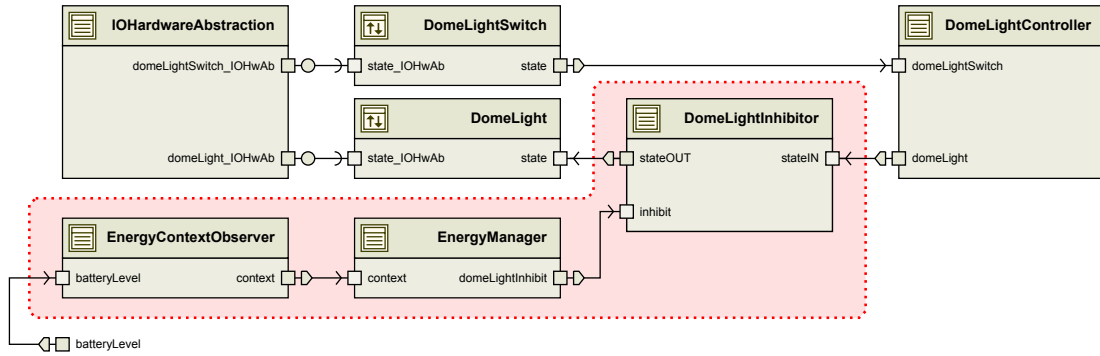 IOHardwareAbstraction
domeLightSwitch_IOHwAb
domeLight_IOHwAb
DomeLightSwitch
state_IOHwAb state
DomeLight
state_IOHwAb state
DomeLightController
domeLightSwitch
domeLight
DomeLightInhibitor
stateOUT stateIN
inhibit
EnergyContextObserver
batteryLevel context
EnergyManager
context domeLightInhibit
batteryLevel